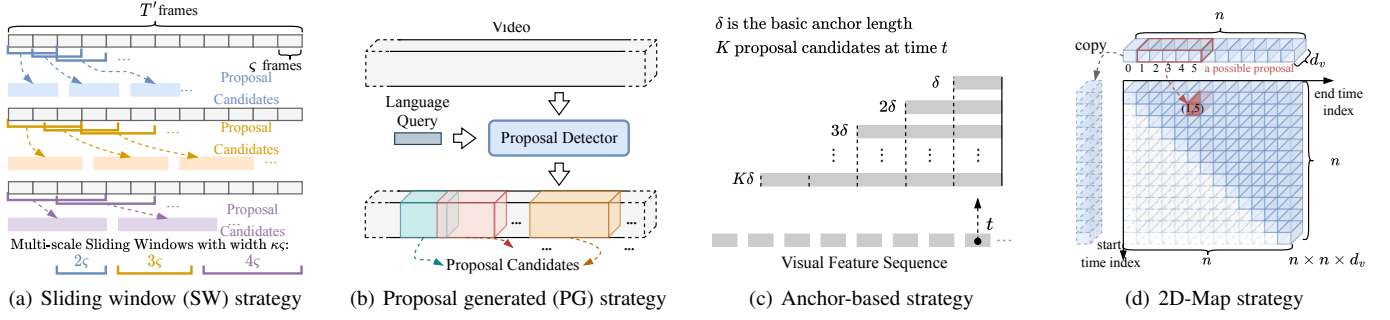 T′ frames
ς frames
...
Proposal
Candidates
...
...
Proposal
Candidates
...
...
Proposal
Candidates
...
Multi-scale Sliding Windows with width κς:
2ς 3ς 4ς
(a) Sliding window (SW) strategy
Video
Language
Query
Proposal Detector
... ...
... ...
Proposal Candidates
(b) Proposal generated (PG) strategy
δ is the basic anchor length
K proposal candidates at time t
δ
2δ
3δ
⋮ ⋮ ⋮ ⋮
Kδ
t
...
Visual Feature Sequence
(c) Anchor-based strategy
n
copy
d_v
0 1 2 3 4 5 a possible proposal
end time
index
(1,5)
n
start
time index
n
n × n × d_v
(d) 2D-Map strategy